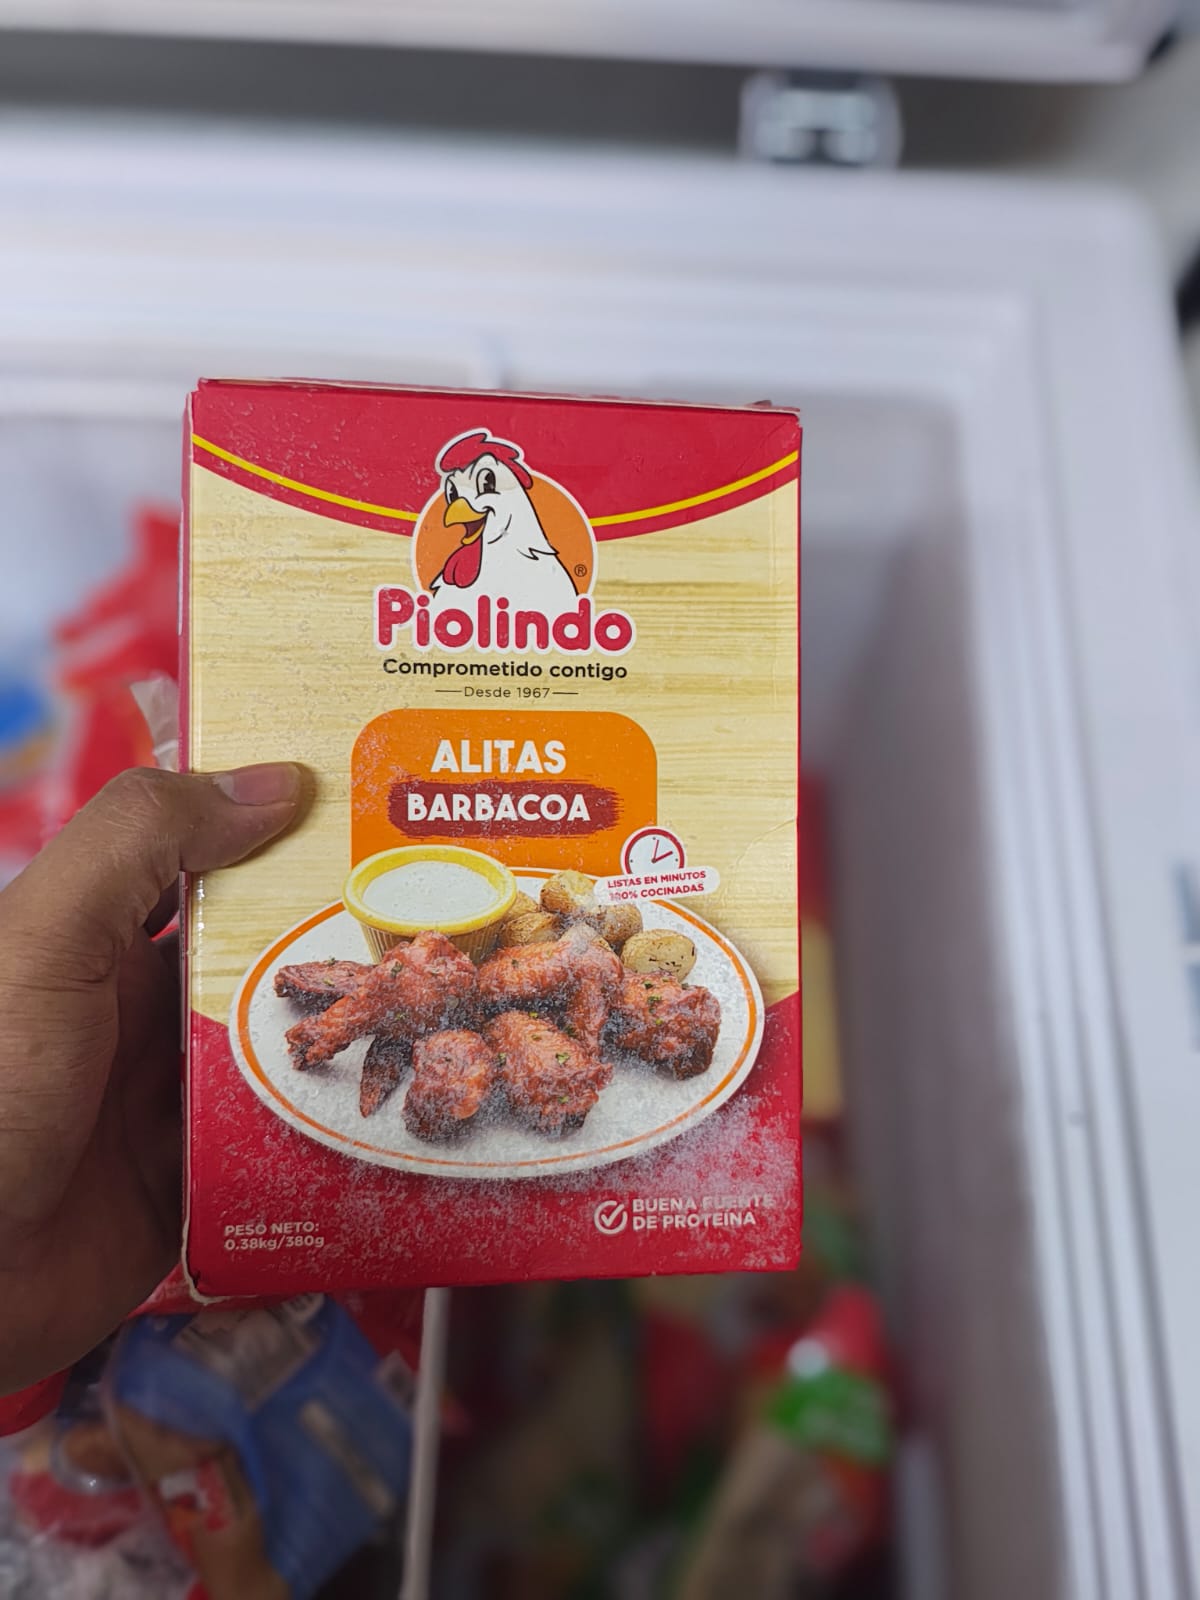 ®
Piolindo
Comprometido contigo
Desde 1967
ALITAS
BARBACOA
LISTAS EN MINUTOS
100% COCINADAS
PESO NETO:
0.38kg/380g
BUENA FUENTE
DE PROTEÍNA